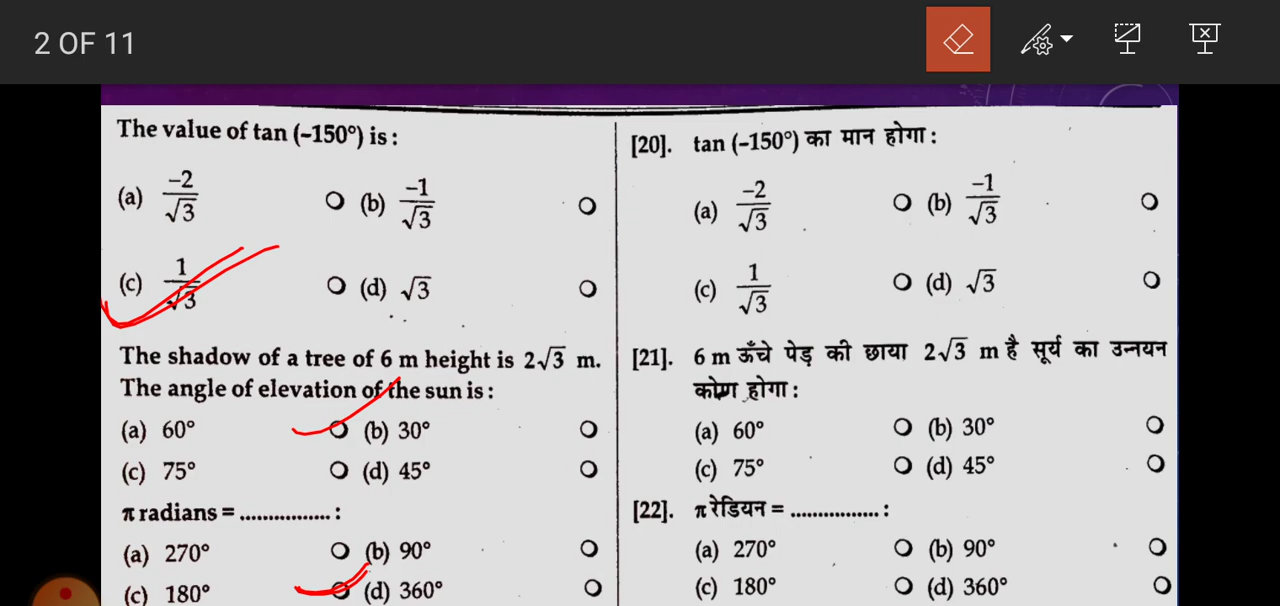 2 OF 11
The value of tan (–150°) is :
(a) –2/√3 (b) –1/√3
(c) 1/√3 (d) √3
The shadow of a tree of 6 m height is 2√3 m.
The angle of elevation of the sun is :
(a) 60° (b) 30°
(c) 75° (d) 45°
π radians = ................ :
(a) 270° (b) 90°
(c) 180° (d) 360°
[20]. tan (–150°) का मान होगा :
(a) –2/√3 (b) –1/√3
(c) 1/√3 (d) √3
[21]. 6 m ऊँचे पेड़ की छाया 2√3 m है सूर्य का उन्नयन
कोण होगा :
(a) 60° (b) 30°
(c) 75° (d) 45°
[22]. π रेडियन = ................ :
(a) 270° (b) 90°
(c) 180° (d) 360°